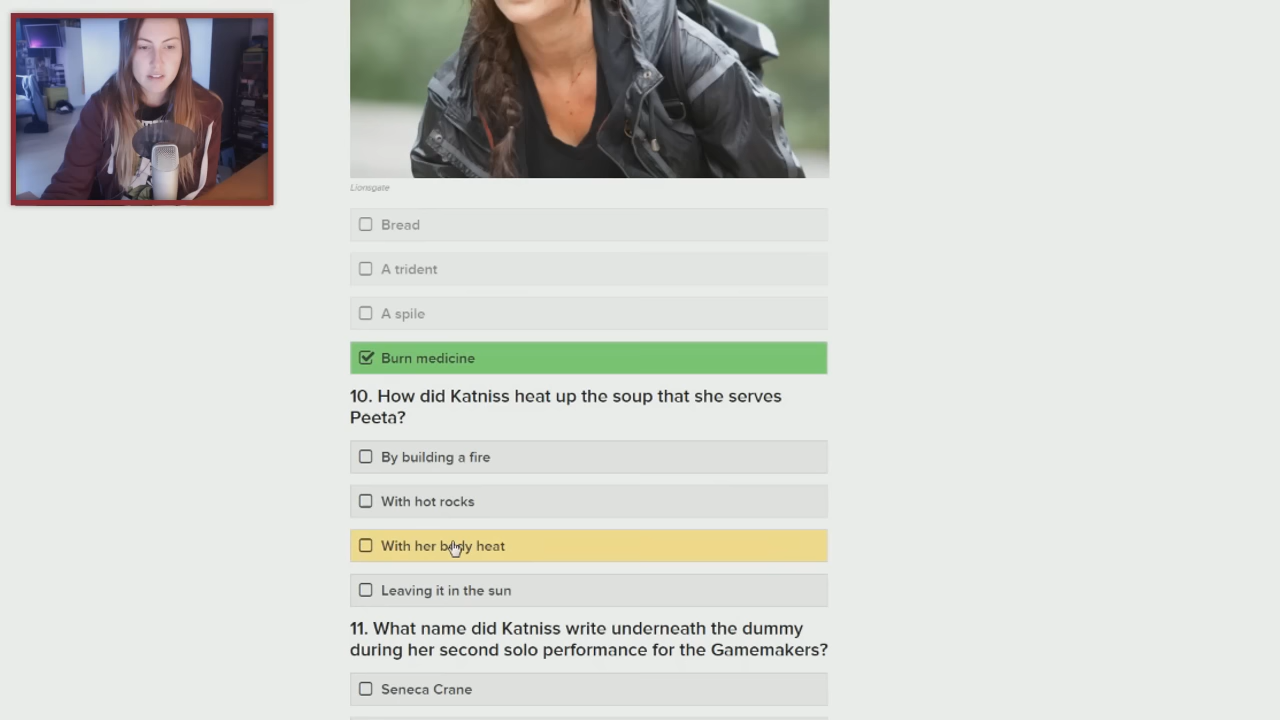 Lionsgate
Bread
A trident
A spile
Burn medicine
10. How did Katniss heat up the soup that she serves
Peeta?
By building a fire
With hot rocks
With her body heat
Leaving it in the sun
11. What name did Katniss write underneath the dummy
during her second solo performance for the Gamemakers?
Seneca Crane